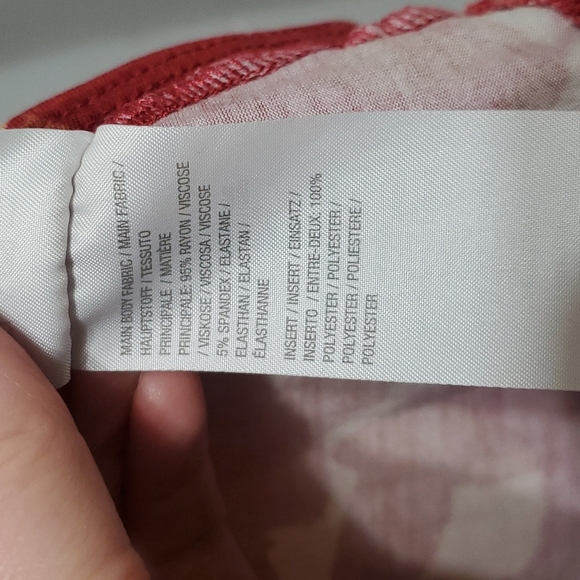 MAIN BODY FABRIC / MAIN FABRIC /
HAUPTSTOFF / TESSUTO
PRINCIPALE / MATIÈRE
PRINCIPALE: 95% RAYON / VISCOSE
/ VISKOSE / VISCOSA / VISCOSE
5% SPANDEX / ELASTANE /
ELASTHAN / ELASTAN /
ÉLASTHANNE
INSERT / INSERT / EINSATZ /
INSERTO / ENTRE-DEUX: 100%
POLYESTER / POLYESTER /
POLYESTER / POLIESTERE /
POLYESTER